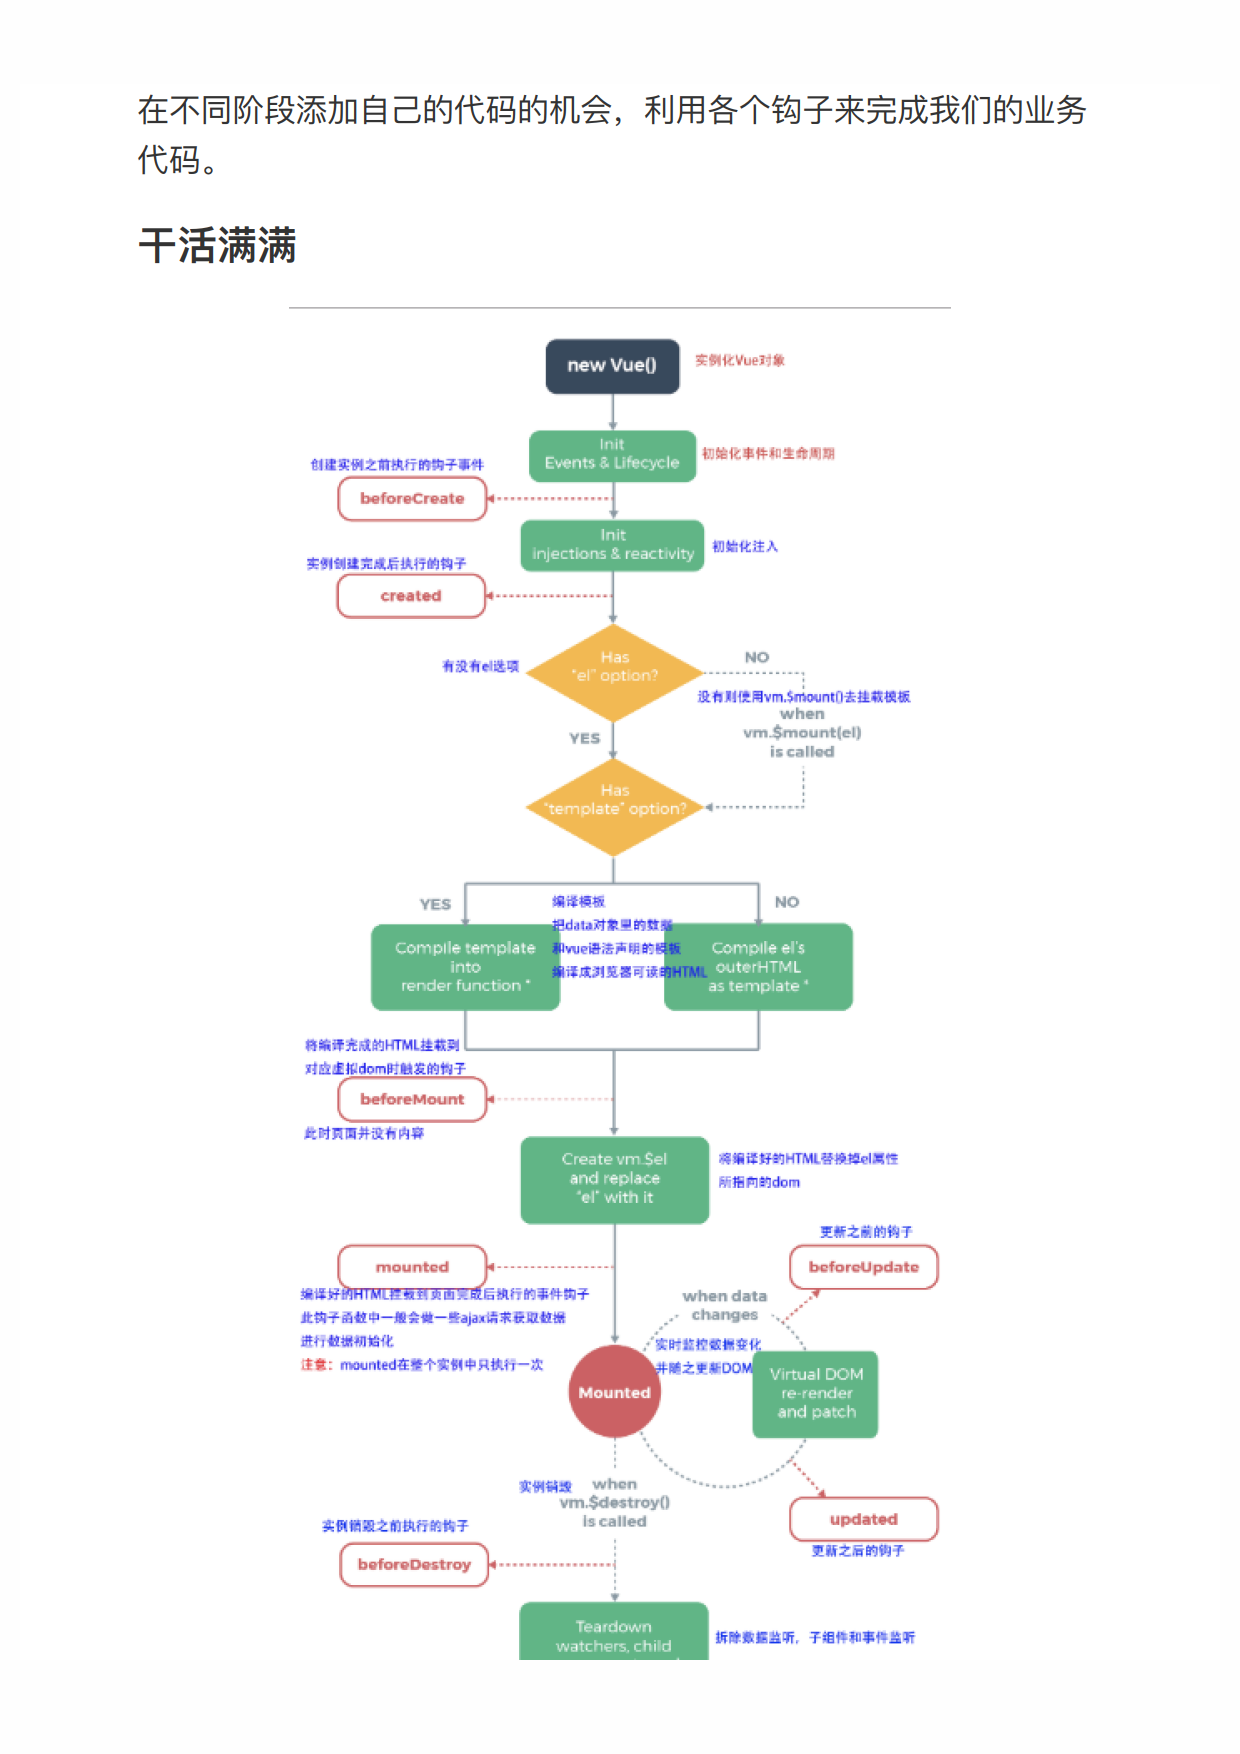 在不同阶段添加自己的代码的机会，利用各个钩子来完成我们的业务
代码。
干活满满
new Vue()
实例化Vue对象
Init
Events & Lifecycle
初始化事件和生命周期
创建实例之前执行的钩子事件
beforeCreate
Init
injections & reactivity
初始化注入
实例创建完成后执行的钩子
created
Has
"el" option?
有没有el选项
NO
没有则使用vm.$mount()去挂载模板
when
vm.$mount(el)
is called
YES
Has
"template" option?
YES
NO
编译模板
把data对象里的数据
和vue语法声明的模板
编译成浏览器可读的HTML
Compile template
into
render function *
Compile el's
outerHTML
as template *
将编译完成的HTML挂载到
对应虚拟dom时触发的钩子
beforeMount
此时页面并没有内容
Create vm.$el
and replace
"el" with it
将编译好的HTML替换掉el属性
所指向的dom
mounted
编译好的HTML挂载到页面完成后执行的事件钩子
此钩子函数中一般会做一些ajax请求获取数据
进行数据初始化
注意：mounted在整个实例中只执行一次
更新之前的钩子
beforeUpdate
when data
changes
实时监控数据变化
并随之更新DOM
Mounted
Virtual DOM
re-render
and patch
updated
更新之后的钩子
实例销毁
when
vm.$destroy()
is called
实例销毁之前执行的钩子
beforeDestroy
Teardown
watchers, child
拆除数据监听，子组件和事件监听